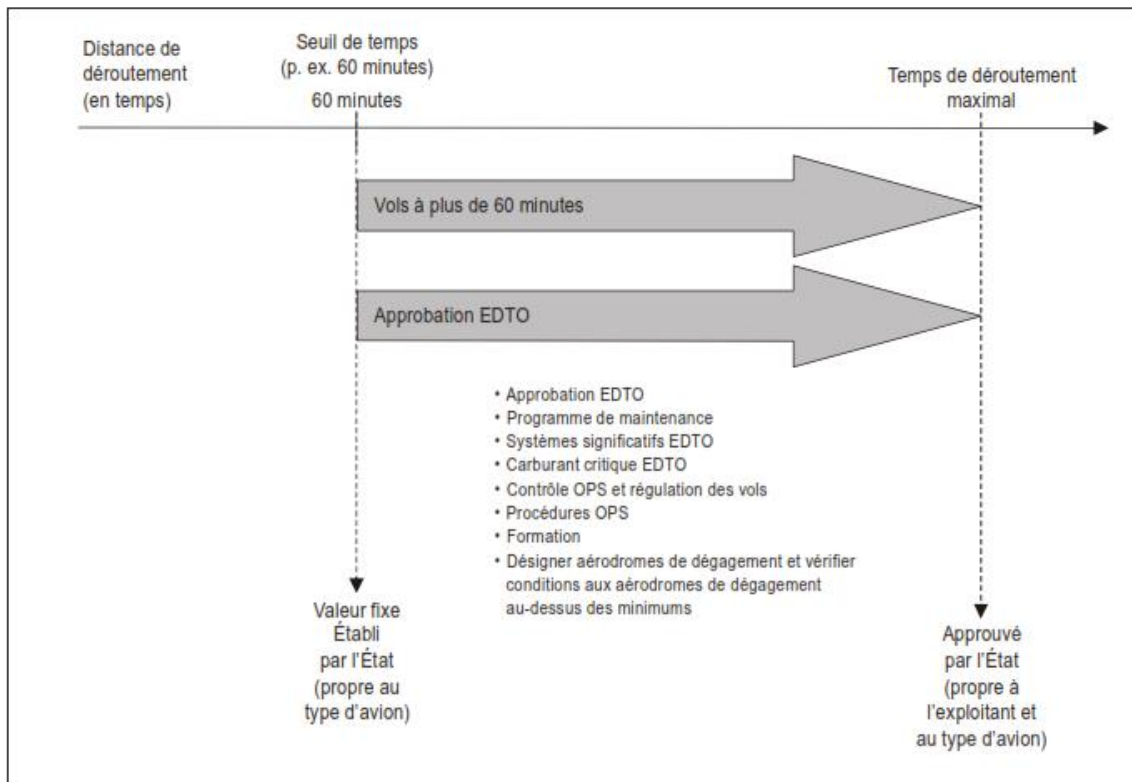 Distance de
déroutement
(en temps)
Seuil de temps
(p. ex. 60 minutes)
60 minutes
Temps de déroutement
maximal
Vols à plus de 60 minutes
Approbation EDTO
• Approbation EDTO
• Programme de maintenance
• Systèmes significatifs EDTO
• Carburant critique EDTO
• Contrôle OPS et régulation des vols
• Procédures OPS
• Formation
• Désigner aérodromes de dégagement et vérifier
conditions aux aérodromes de dégagement
au-dessus des minimums
Valeur fixe
Établi
par l’État
(propre au
type d’avion)
Approuvé
par l’État
(propre à
l’exploitant et
au type d’avion)